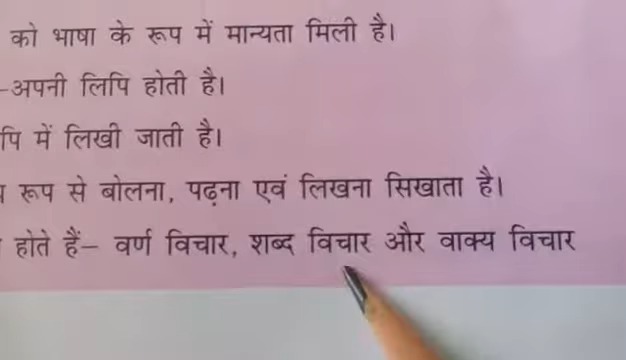 को भाषा के रूप में मान्यता मिली है।
–अपनी लिपि होती है।
पि में लिखी जाती है।
रूप से बोलना, पढ़ना एवं लिखना सिखाता है।
होते हैं– वर्ण विचार, शब्द विचार और वाक्य विचार